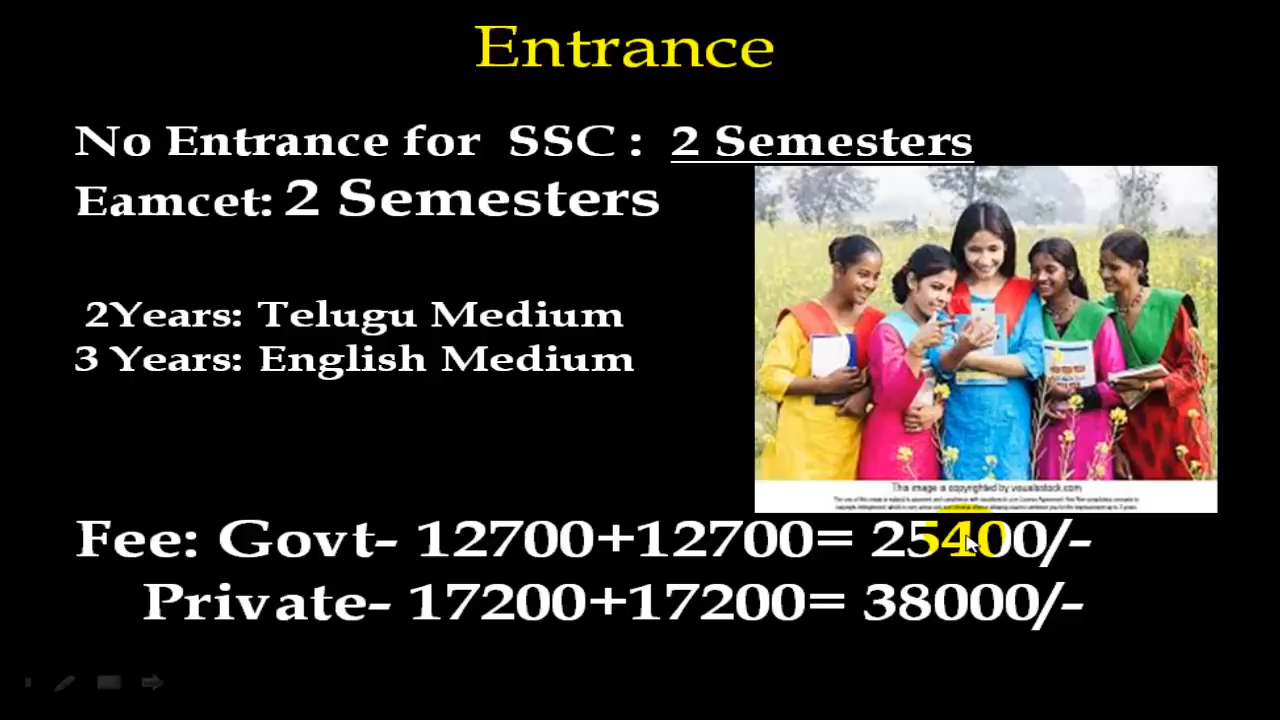 Entrance
No Entrance for SSC : 2 Semesters
Eamcet: 2 Semesters
2Years: Telugu Medium
3 Years: English Medium
This image is copyrighted by visualsstock.com
Fee: Govt- 12700+12700= 25400/-
Private- 17200+17200= 38000/-